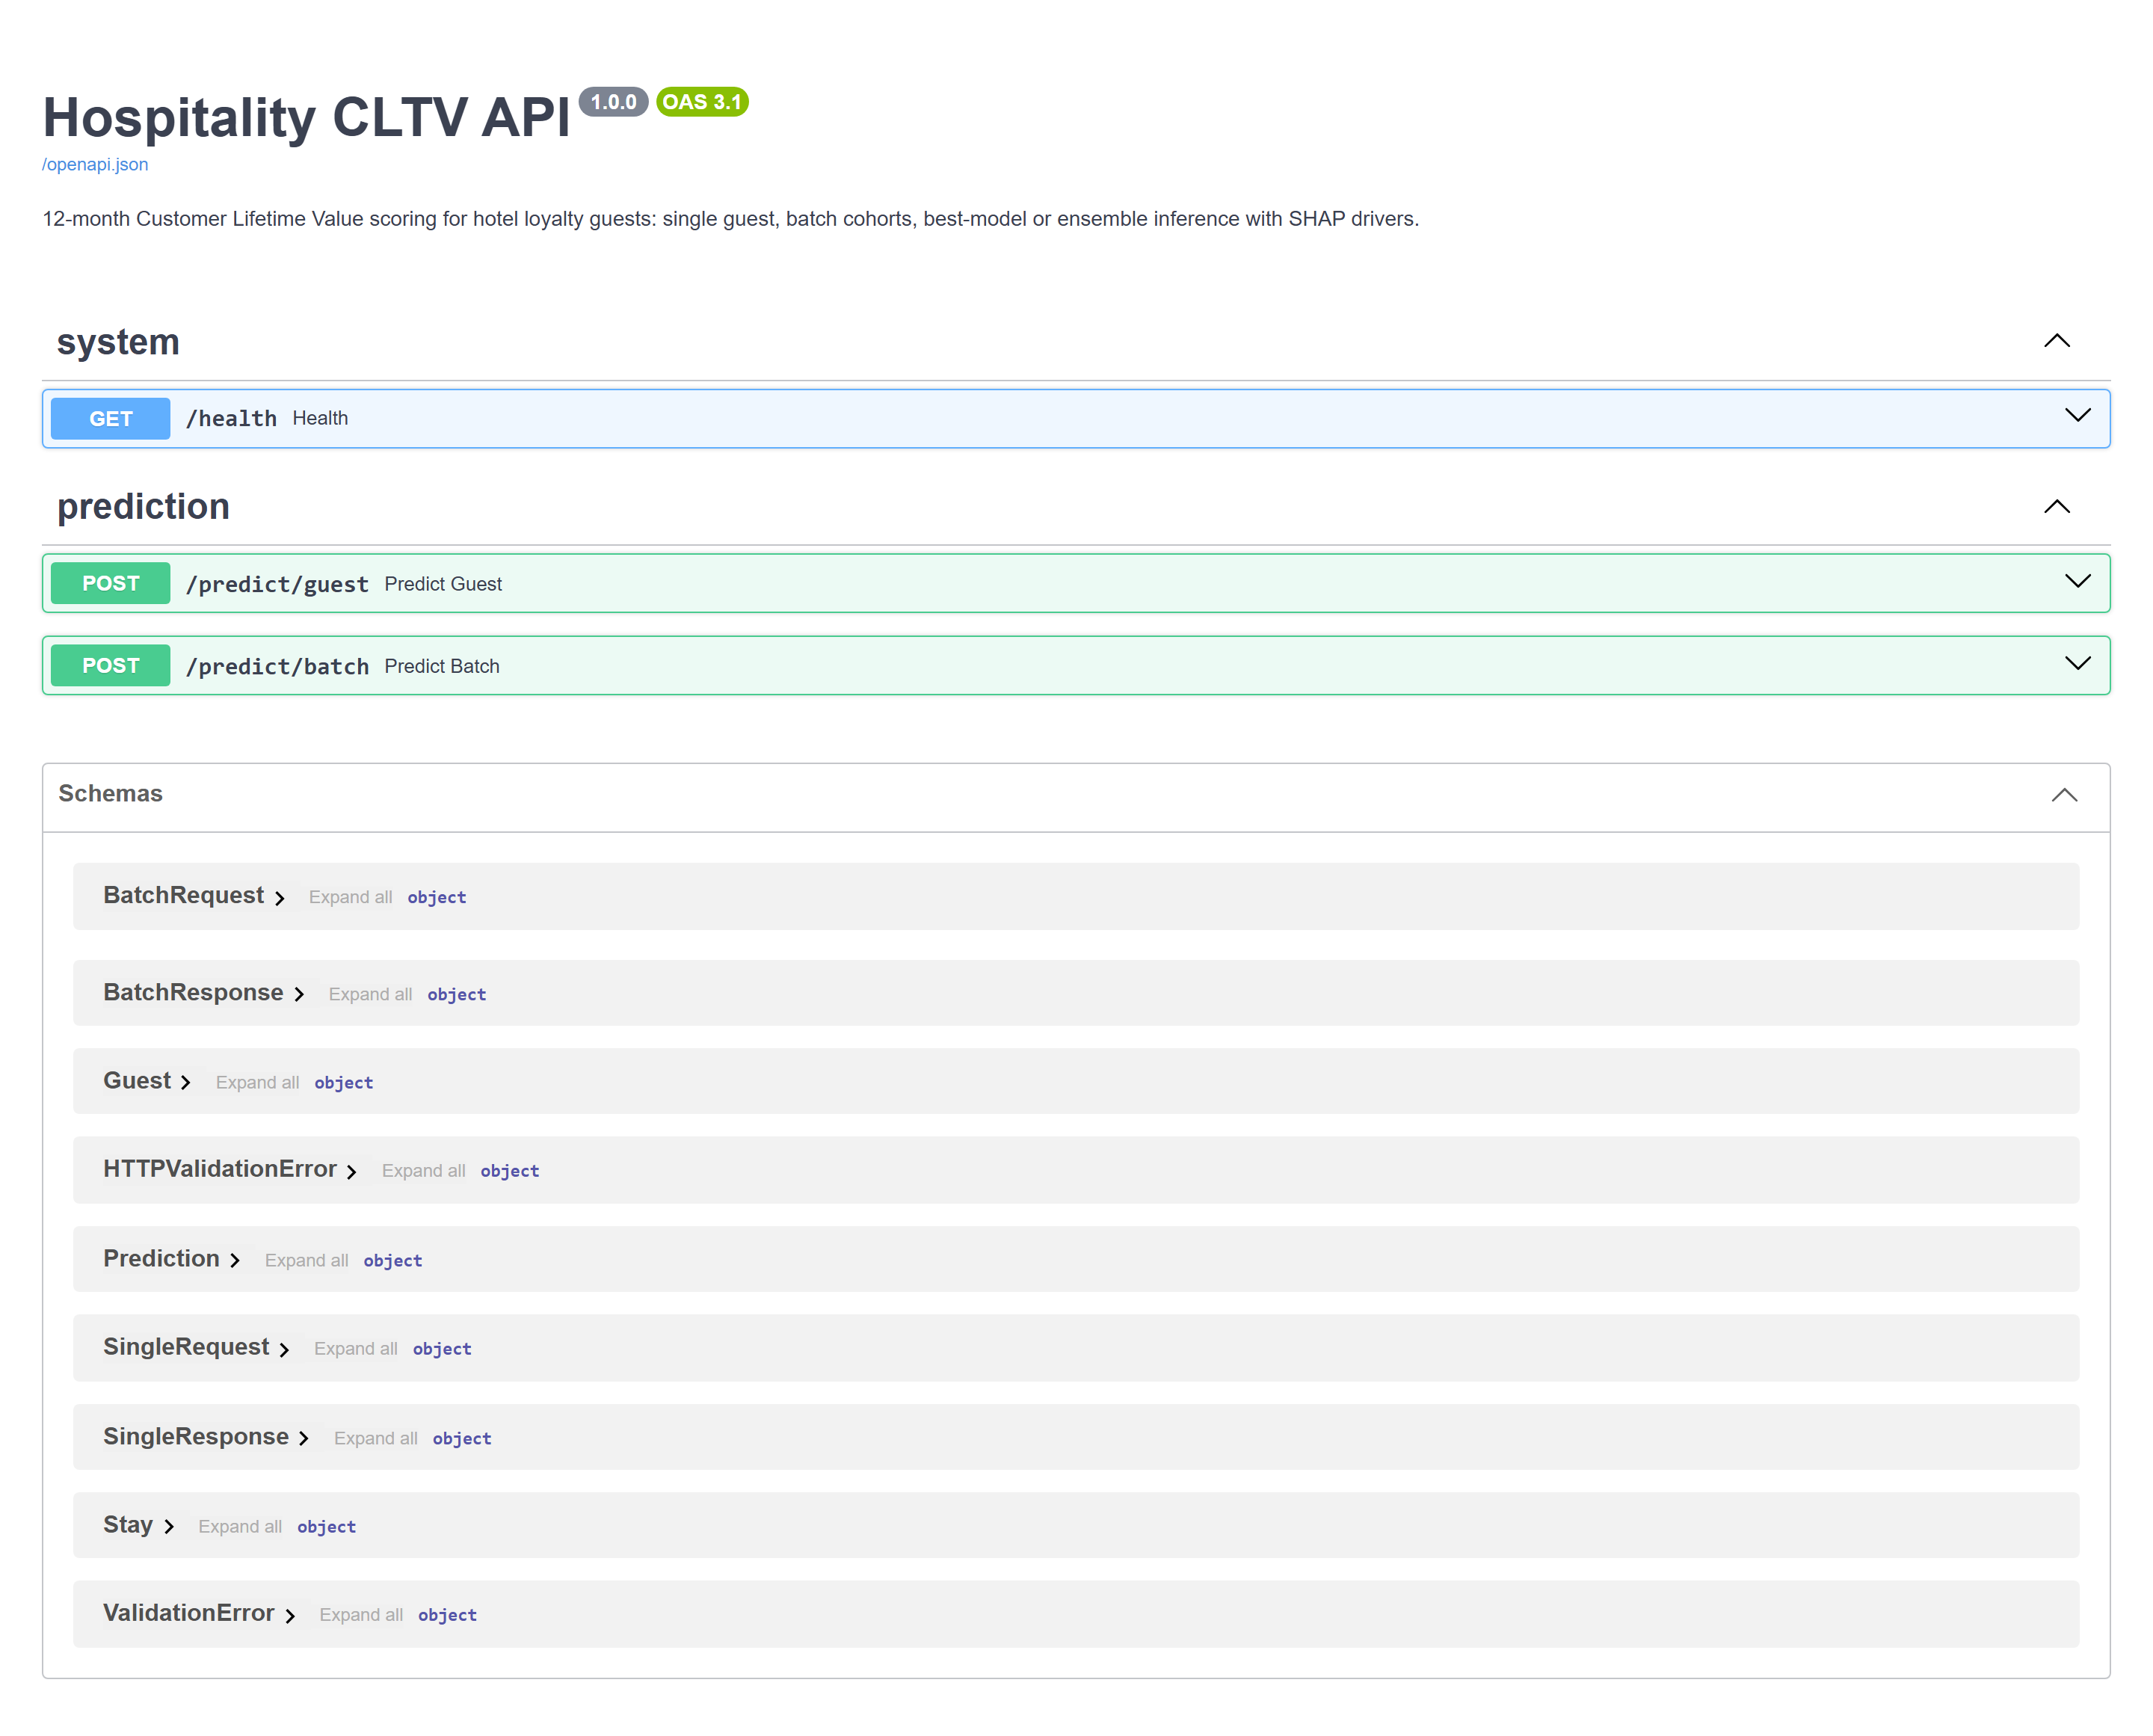 Hospitality CLTV API 1.0.0 OAS 3.1
/openapi.json
12-month Customer Lifetime Value scoring for hotel loyalty guests: single guest, batch cohorts, best-model or ensemble inference with SHAP drivers.
system
GET /health Health
prediction
POST /predict/guest Predict Guest
POST /predict/batch Predict Batch
Schemas
BatchRequest Expand all object
BatchResponse Expand all object
Guest Expand all object
HTTPValidationError Expand all object
Prediction Expand all object
SingleRequest Expand all object
SingleResponse Expand all object
Stay Expand all object
ValidationError Expand all object